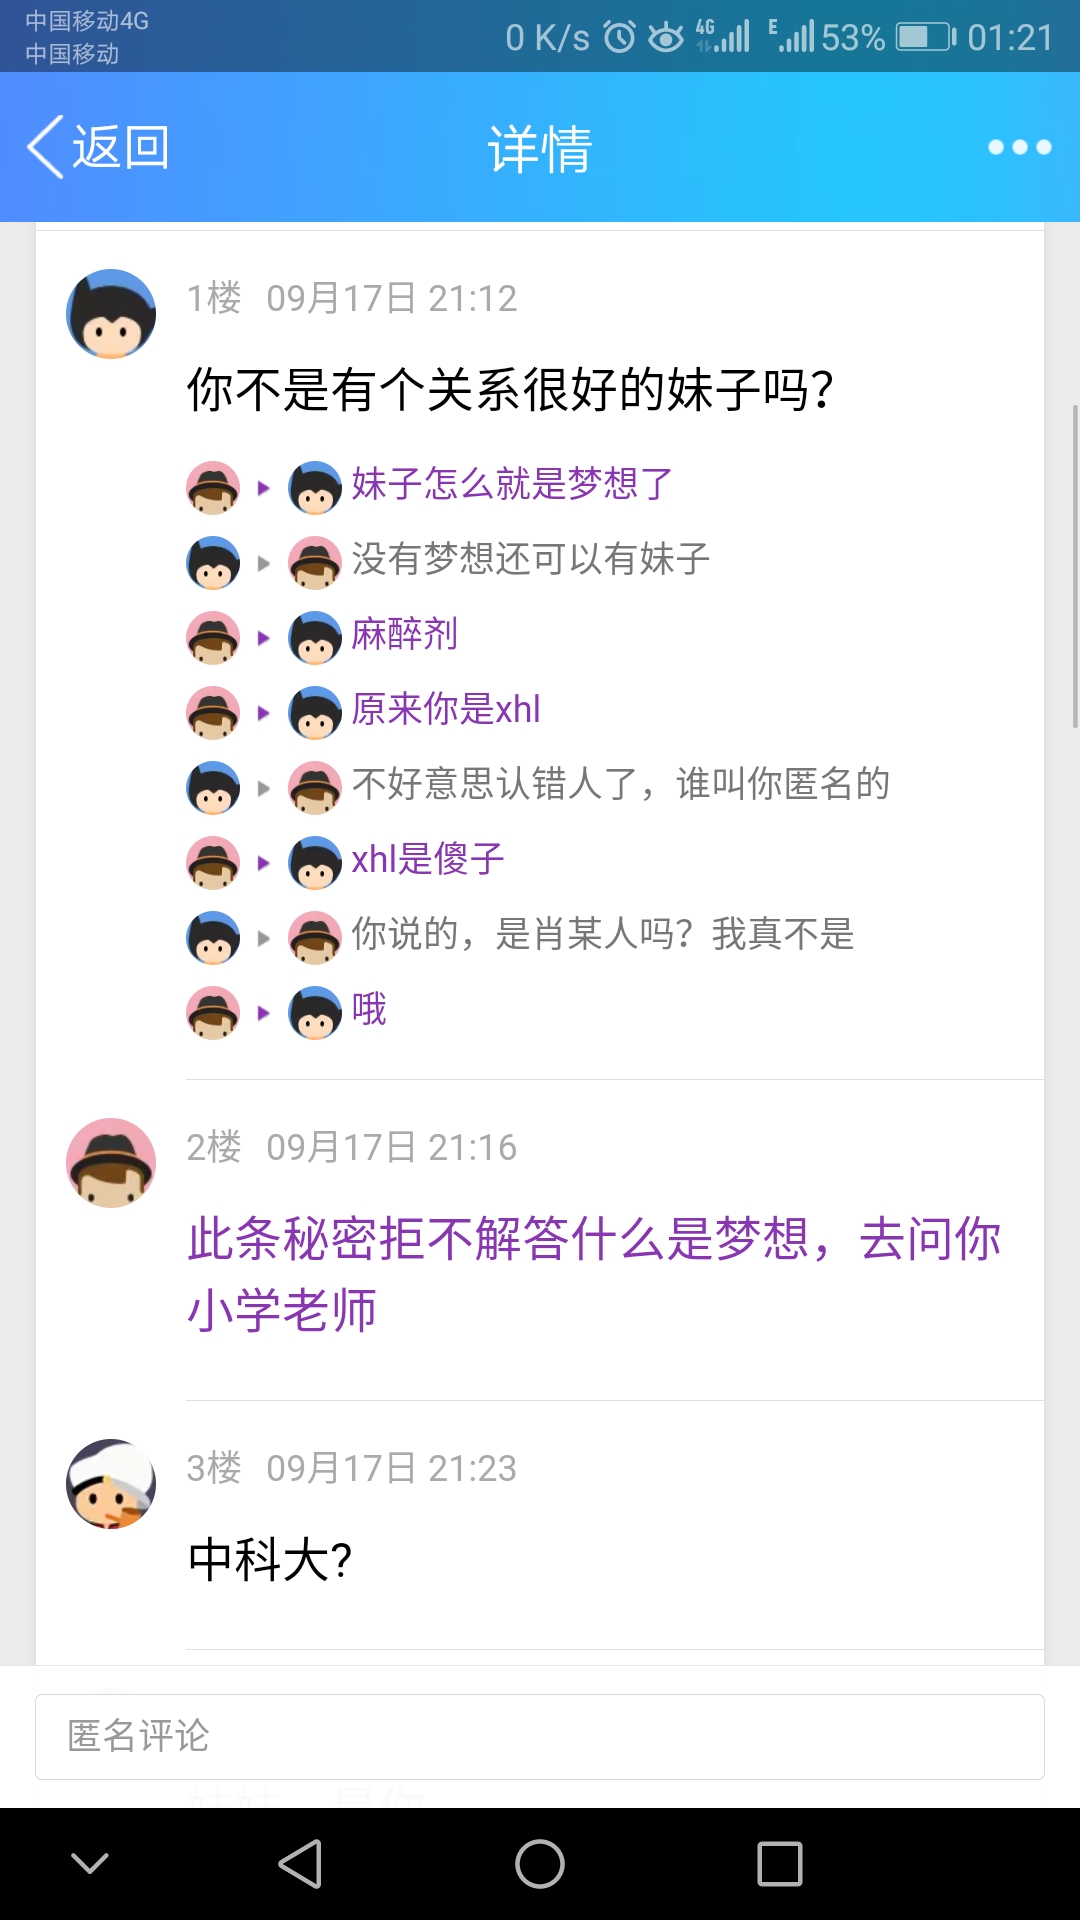 中国移动4G
中国移动
0 K/s 4G E 53% 01:21
返回 详情
1楼 09月17日 21:12
你不是有个关系很好的妹子吗？
妹子怎么就是梦想了
没有梦想还可以有妹子
麻醉剂
原来你是xhl
不好意思认错人了，谁叫你匿名的
xhl是傻子
你说的，是肖某人吗？我真不是
哦
2楼 09月17日 21:16
此条秘密拒不解答什么是梦想，去问你
小学老师
3楼 09月17日 21:23
中科大?
匿名评论